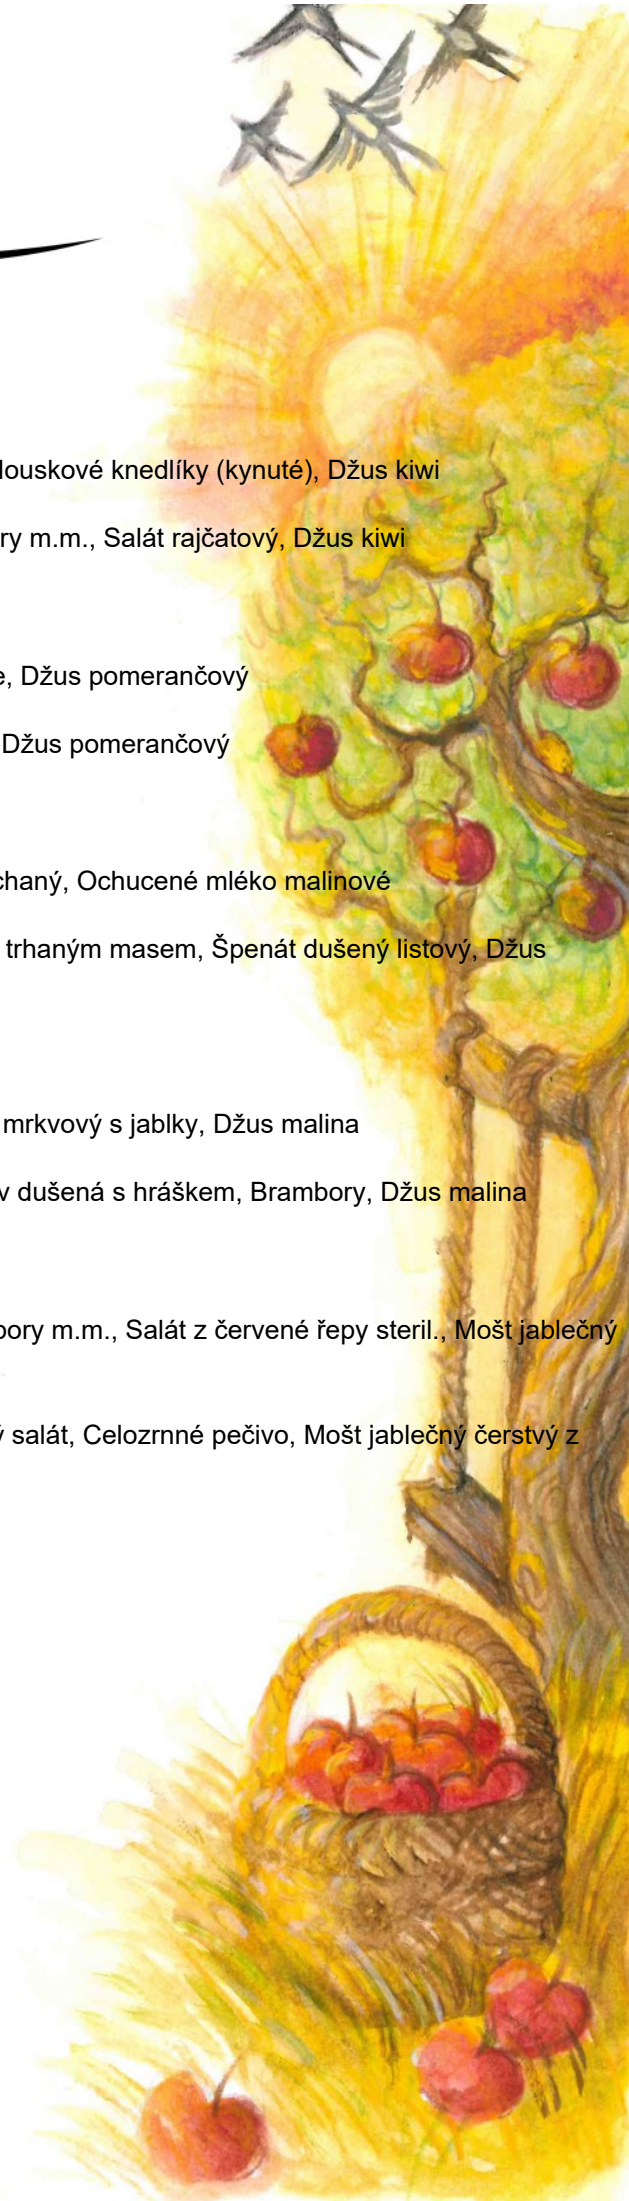 louskové knedlíky (kynuté), Džus kiwi
ry m.m., Salát rajčatový, Džus kiwi
e, Džus pomerančový
Džus pomerančový
chaný, Ochucené mléko malinové
trhaným masem, Špenát dušený listový, Džus
mrkvový s jablky, Džus malina
v dušená s hráškem, Brambory, Džus malina
bory m.m., Salát z červené řepy steril., Mošt jablečný
ý salát, Celozrnné pečivo, Mošt jablečný čerstvý z